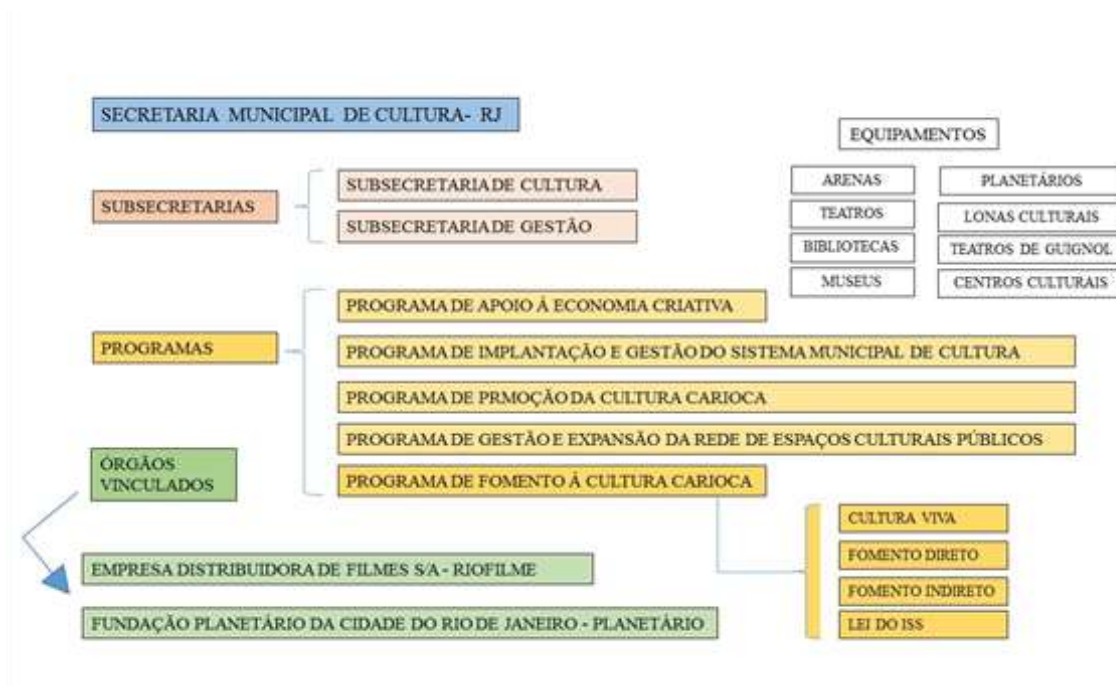 SECRETARIA MUNICIPAL DE CULTURA- RJ
EQUIPAMENTOS
ARENAS
PLANETÁRIOS
TEATROS
LONAS CULTURAIS
BIBLIOTECAS
TEATROS DE GUIGNOL
MUSEUS
CENTROS CULTURAIS
SUBSECRETARIAS
SUBSECRETARIA DE CULTURA
SUBSECRETARIA DE GESTÃO
PROGRAMAS
PROGRAMA DE APOIO À ECONOMIA CRIATIVA
PROGRAMA DE IMPLANTAÇÃO E GESTÃO DO SISTEMA MUNICIPAL DE CULTURA
PROGRAMA DE PRMOÇÃO DA CULTURA CARIOCA
PROGRAMA DE GESTÃO E EXPANSÃO DA REDE DE ESPAÇOS CULTURAIS PÚBLICOS
PROGRAMA DE FOMENTO À CULTURA CARIOCA
CULTURA VIVA
FOMENTO DIRETO
FOMENTO INDIRETO
LEI DO ISS
ÓRGÃOS
VINCULADOS
EMPRESA DISTRIBUIDORA DE FILMES S/A - RIOFILME
FUNDAÇÃO PLANETÁRIO DA CIDADE DO RIO DE JANEIRO - PLANETÁRIO